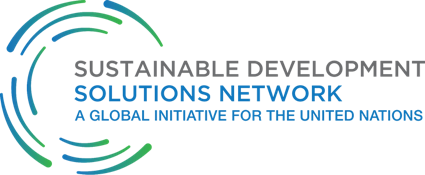 SUSTAINABLE DEVELOPMENT
SOLUTIONS NETWORK
A GLOBAL INITIATIVE FOR THE UNITED NATIONS